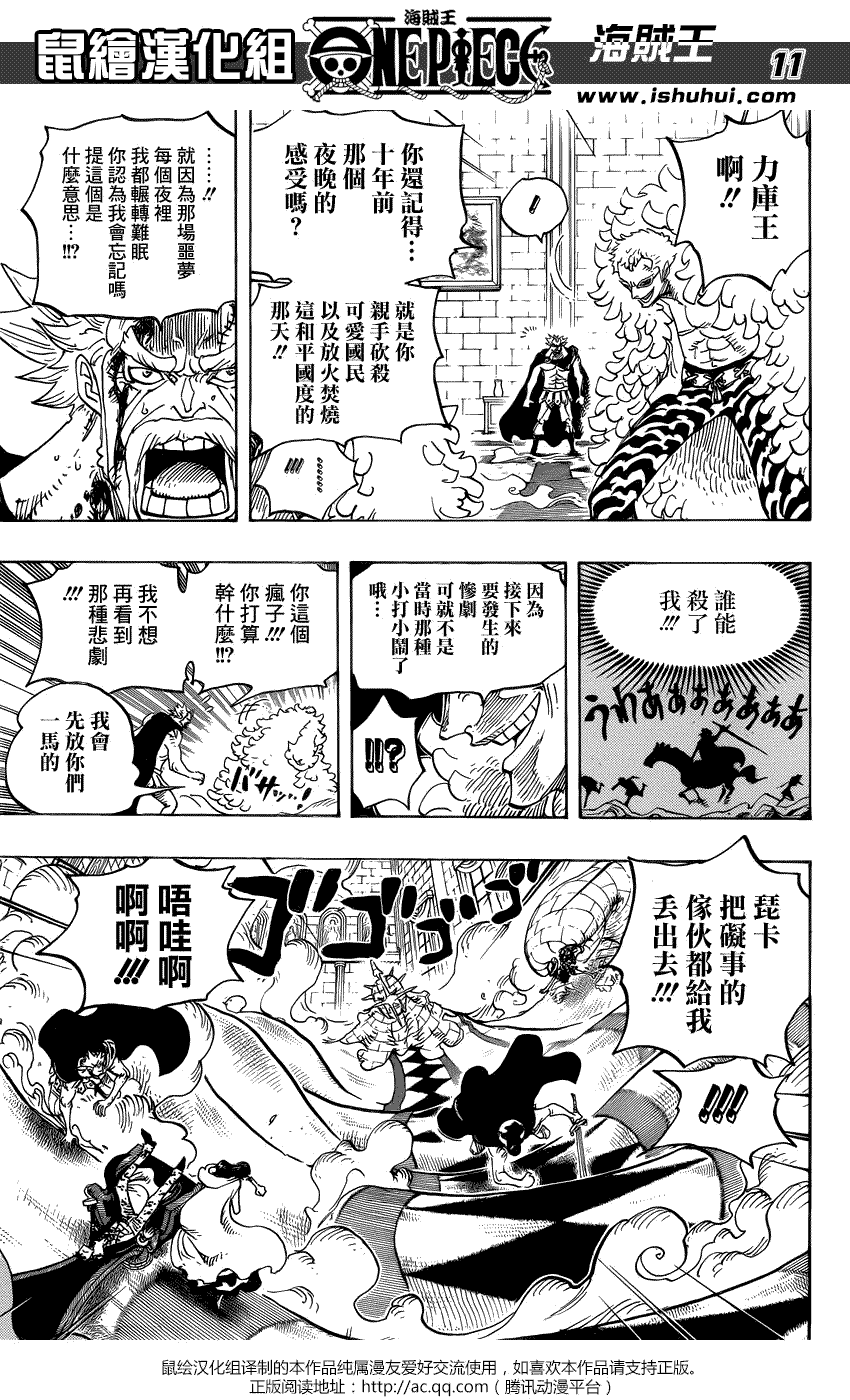 鼠繪漢化組
海賊王
ONE PIECE
海賊王
www.ishuhui.com
11
力庫王
啊!!
!
你還記得…
十年前
那個
夜晚的
感受嗎？
就是你
親手砍殺
可愛國民
以及放火焚燒
這和平國度的
那天!!
!!!
……!!
就因為那場噩夢
每個夜裡
我都輾轉難眠
你認為我會忘記嗎
提這個是
什麼意思…!!?
誰能
殺了
我!!!
うわあああああああ
因為
接下來
要發生的
慘劇
可就不是
當時那種
小打小鬧了
哦…
!!?
你這個
瘋子!!!
你打算
幹什麼!!?
我不想
再看到
那種悲劇
!!!
バサッ!!
我會
先放你們
一馬的
琵卡
把礙事的
傢伙都給我
丟出去!!!
!!!
ゴゴゴゴゴ
唔哇啊
啊啊!!!
鼠绘汉化组译制的本作品纯属漫友爱好交流使用，如喜欢本作品请支持正版。
正版阅读地址：http://ac.qq.com（腾讯动漫平台）